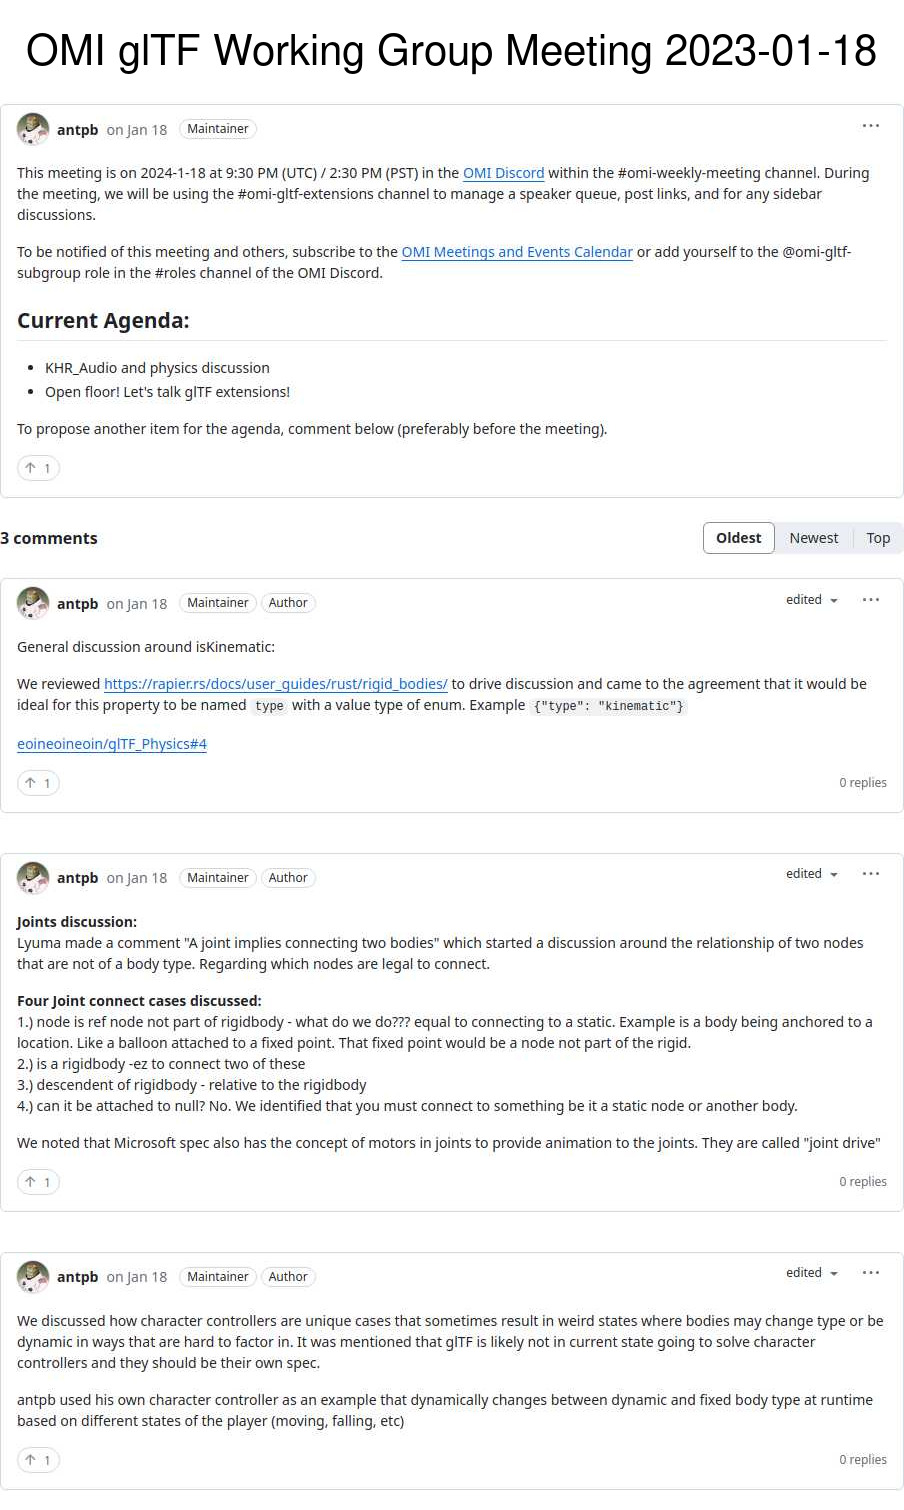 OMI glTF Working Group Meeting 2023-01-18
antpb on Jan 18 Maintainer
This meeting is on 2024-1-18 at 9:30 PM (UTC) / 2:30 PM (PST) in the OMI Discord within the #omi-weekly-meeting channel. During
the meeting, we will be using the #omi-gltf-extensions channel to manage a speaker queue, post links, and for any sidebar
discussions.
To be notified of this meeting and others, subscribe to the OMI Meetings and Events Calendar or add yourself to the @omi-gltf-
subgroup role in the #roles channel of the OMI Discord.
Current Agenda:
• KHR_Audio and physics discussion
• Open floor! Let's talk glTF extensions!
To propose another item for the agenda, comment below (preferably before the meeting).
↑ 1
3 comments
Oldest Newest Top
antpb on Jan 18 Maintainer Author edited
General discussion around isKinematic:
We reviewed https://rapier.rs/docs/user_guides/rust/rigid_bodies/ to drive discussion and came to the agreement that it would be
ideal for this property to be named type with a value type of enum. Example {"type": "kinematic"}
eoineoineoin/glTF_Physics#4
↑ 1 0 replies
antpb on Jan 18 Maintainer Author edited
Joints discussion:
Lyuma made a comment "A joint implies connecting two bodies" which started a discussion around the relationship of two nodes
that are not of a body type. Regarding which nodes are legal to connect.
Four Joint connect cases discussed:
1.) node is ref node not part of rigidbody - what do we do??? equal to connecting to a static. Example is a body being anchored to a
location. Like a balloon attached to a fixed point. That fixed point would be a node not part of the rigid.
2.) is a rigidbody -ez to connect two of these
3.) descendent of rigidbody - relative to the rigidbody
4.) can it be attached to null? No. We identified that you must connect to something be it a static node or another body.
We noted that Microsoft spec also has the concept of motors in joints to provide animation to the joints. They are called "joint drive"
↑ 1 0 replies
antpb on Jan 18 Maintainer Author edited
We discussed how character controllers are unique cases that sometimes result in weird states where bodies may change type or be
dynamic in ways that are hard to factor in. It was mentioned that glTF is likely not in current state going to solve character
controllers and they should be their own spec.
antpb used his own character controller as an example that dynamically changes between dynamic and fixed body type at runtime
based on different states of the player (moving, falling, etc)
↑ 1 0 replies